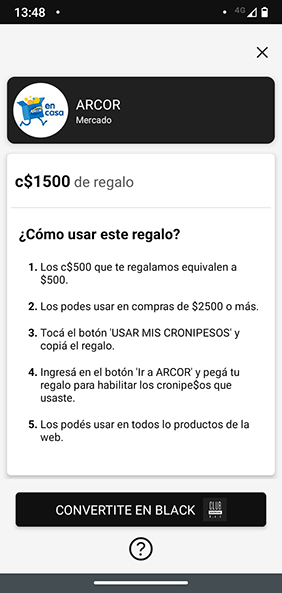 13:48
4G
en
casa
ARCOR
Mercado
c$1500 de regalo
¿Cómo usar este regalo?
1. Los c$500 que te regalamos equivalen a
$500.
2. Los podes usar en compras de $2500 o más.
3. Tocá el botón 'USAR MIS CRONIPESOS' y
copiá el regalo.
4. Ingresá en el botón 'Ir a ARCOR' y pegá tu
regalo para habilitar los cronipe$os que
usaste.
5. Los podés usar en todos lo productos de la
web.
CONVERTITE EN BLACK CLUB
?